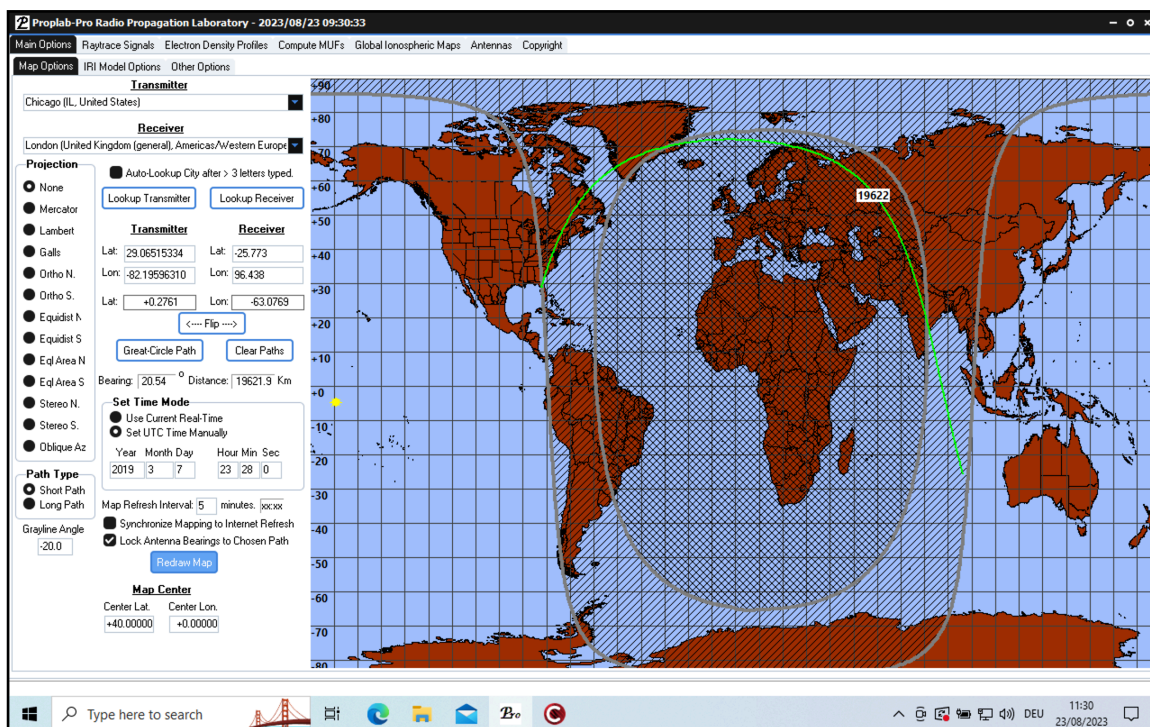 Proplab-Pro Radio Propagation Laboratory - 2023/08/23 09:30:33
Main Options Raytrace Signals Electron Density Profiles Compute MUFs Global Ionospheric Maps Antennas Copyright
Map Options IRI Model Options Other Options
Transmitter
Chicago (IL, United States)
Receiver
London (United Kingdom (general), Americas/Western Europe
Projection
None
Mercator
Lambert
Galls
Ortho N.
Ortho S.
Equidist N
Equidist S
Eql Area N
Eql Area S
Stereo N.
Stereo S.
Oblique Az
Auto-Lookup City after > 3 letters typed.
Lookup Transmitter Lookup Receiver
Transmitter Receiver
Lat: 29.06515334 Lat: -25.773
Lon: -82.19596310 Lon: 96.438
Lat: +0.2761 Lon: -63.0769
<---- Flip ---->
Great-Circle Path Clear Paths
Bearing: 20.54 o Distance: 19621.9 Km
Set Time Mode
Use Current Real-Time
Set UTC Time Manually
Year Month Day Hour Min Sec
2019 3 7 23 28 0
Path Type
Short Path
Long Path
Grayline Angle
-20.0
Map Refresh Interval: 5 minutes. xx:xx
Synchronize Mapping to Internet Refresh
Lock Antenna Bearings to Chosen Path
Redraw Map
Map Center
Center Lat. Center Lon.
+40.00000 +0.00000
+90
+80
+70
+60
+50
+40
+30
+20
+10
+0
-10
-20
-30
-40
-50
-60
-70
-80
19622
Type here to search
Pro
DEU
11:30
23/08/2023